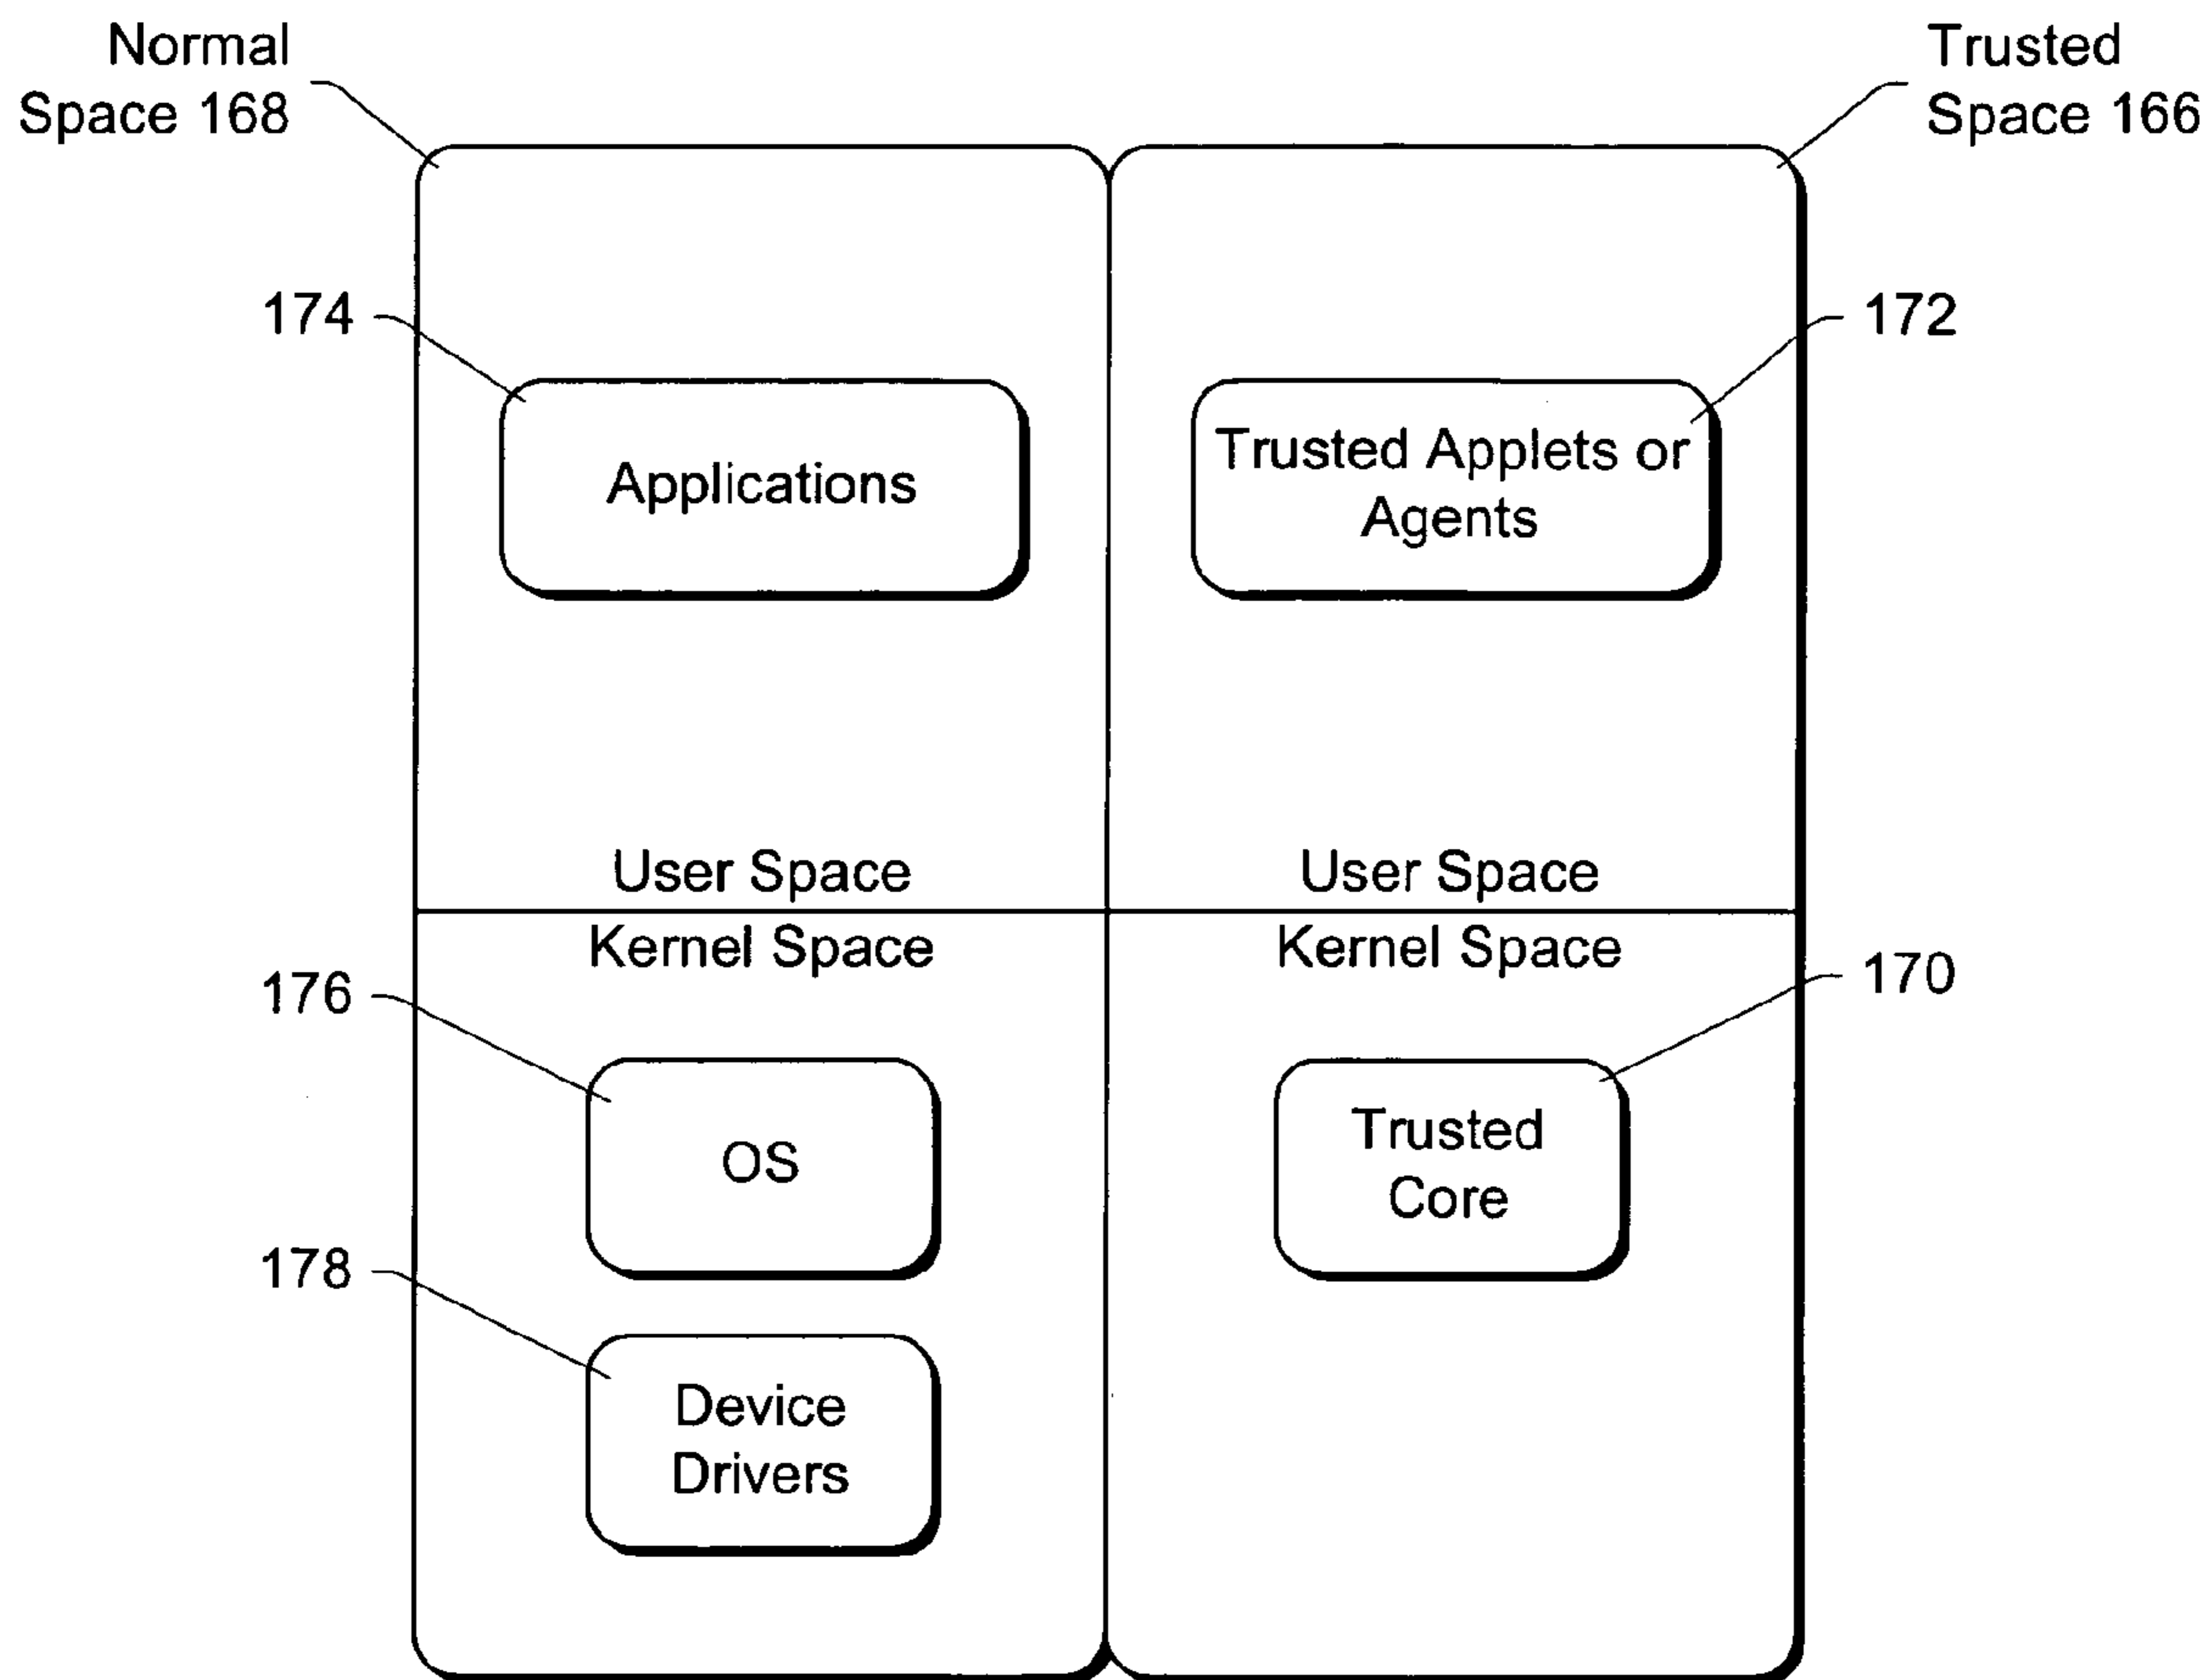 Normal
Space 168
Trusted
Space 166
174
172
Applications
Trusted Applets or
Agents
User Space
User Space
Kernel Space
Kernel Space
176
170
OS
Trusted
Core
178
Device
Drivers